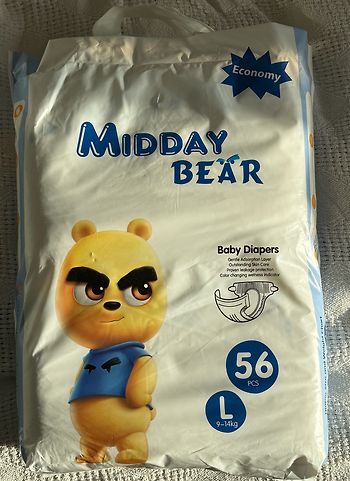 Economy
MIDDAY
BEAR
Baby Diapers
Gentle Adsorption Layer
Outstanding Skin Care
Proven leakage protection
Color changing wetness indicator
56
PCS
L
9-14kg